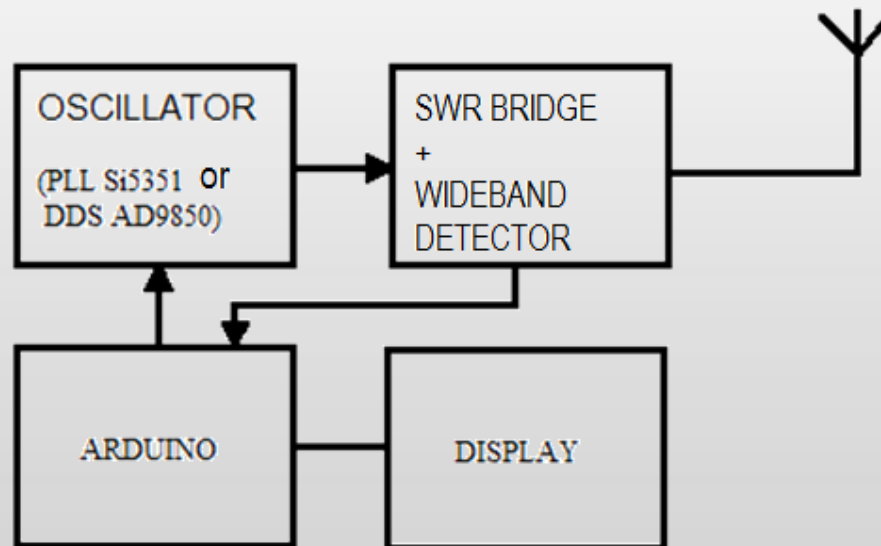 OSCILLATOR
(PLL Si5351 or
DDS AD9850)
SWR BRIDGE
+
WIDEBAND
DETECTOR
ARDUINO
DISPLAY